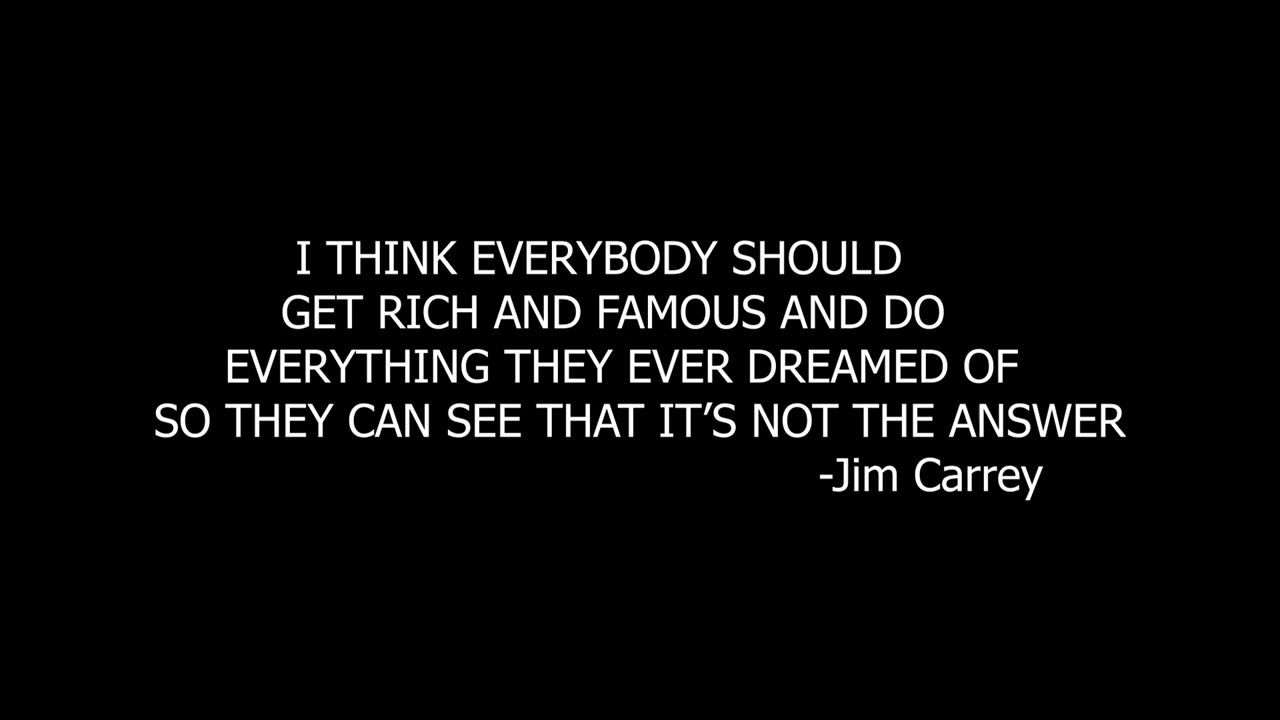 I THINK EVERYBODY SHOULD
GET RICH AND FAMOUS AND DO
EVERYTHING THEY EVER DREAMED OF
SO THEY CAN SEE THAT IT’S NOT THE ANSWER
-Jim Carrey